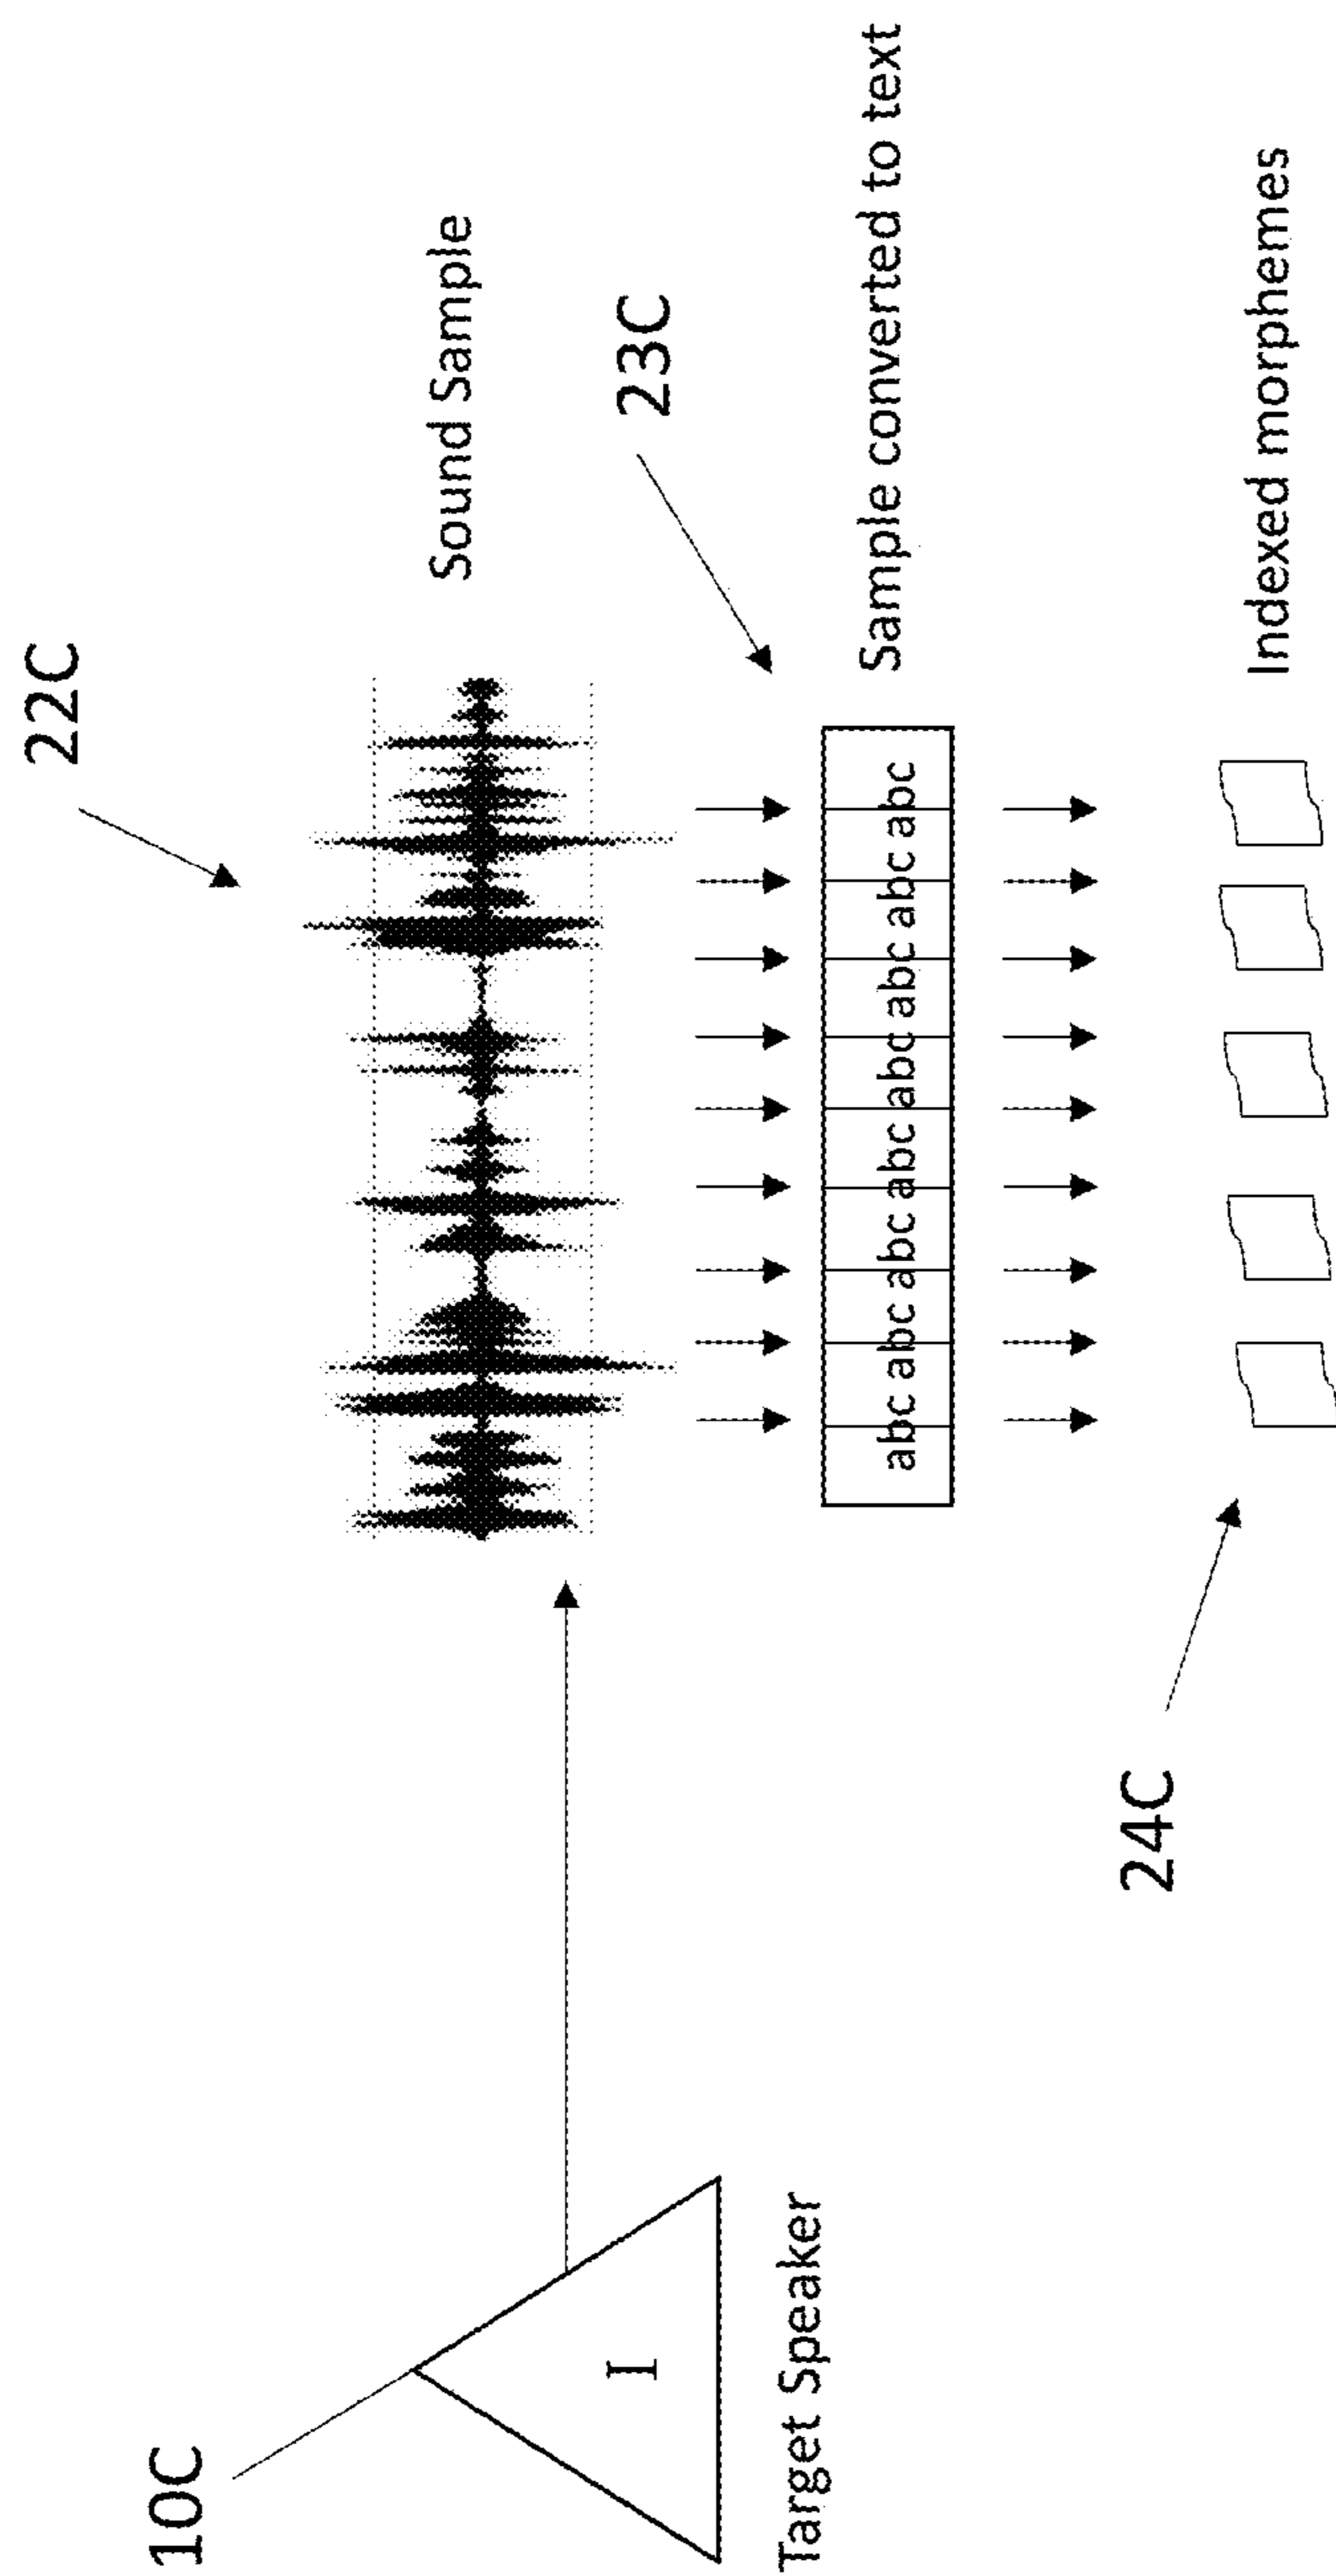 22C
10C
Sound Sample
23C
I
Target Speaker
abc abc abc abc abc abc abc abc
Sample converted to text
24C
Indexed morphemes